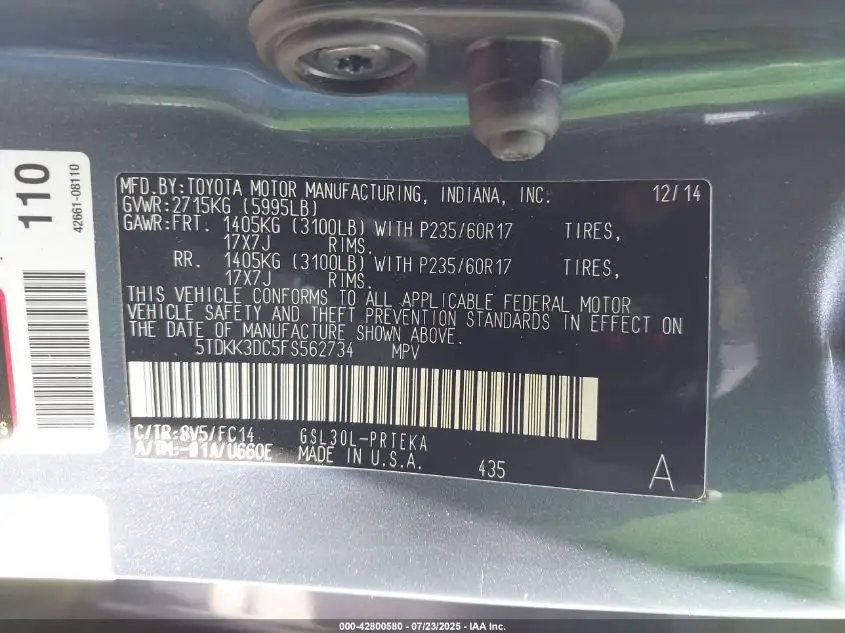 110
42661-08110
MFD.BY:TOYOTA MOTOR MANUFACTURING, INDIANA, INC. 12/14
GVWR:2715KG (5995LB)
GAWR:FRT. 1405KG (3100LB) WITH P235/60R17 TIRES,
17X7J RIMS.
RR. 1405KG (3100LB) WITH P235/60R17 TIRES,
17X7J RIMS.
THIS VEHICLE CONFORMS TO ALL APPLICABLE FEDERAL MOTOR
VEHICLE SAFETY AND THEFT PREVENTION STANDARDS IN EFFECT ON
THE DATE OF MANUFACTURE SHOWN ABOVE.
5TDKK3DC5FS562734 MPV
C/TR:8V5/FC14 GSL30L-PRTEKA
A/TM:-01A/U660E MADE IN U.S.A. 435 A
000-42800580 - 07/23/2025 - IAA Inc.